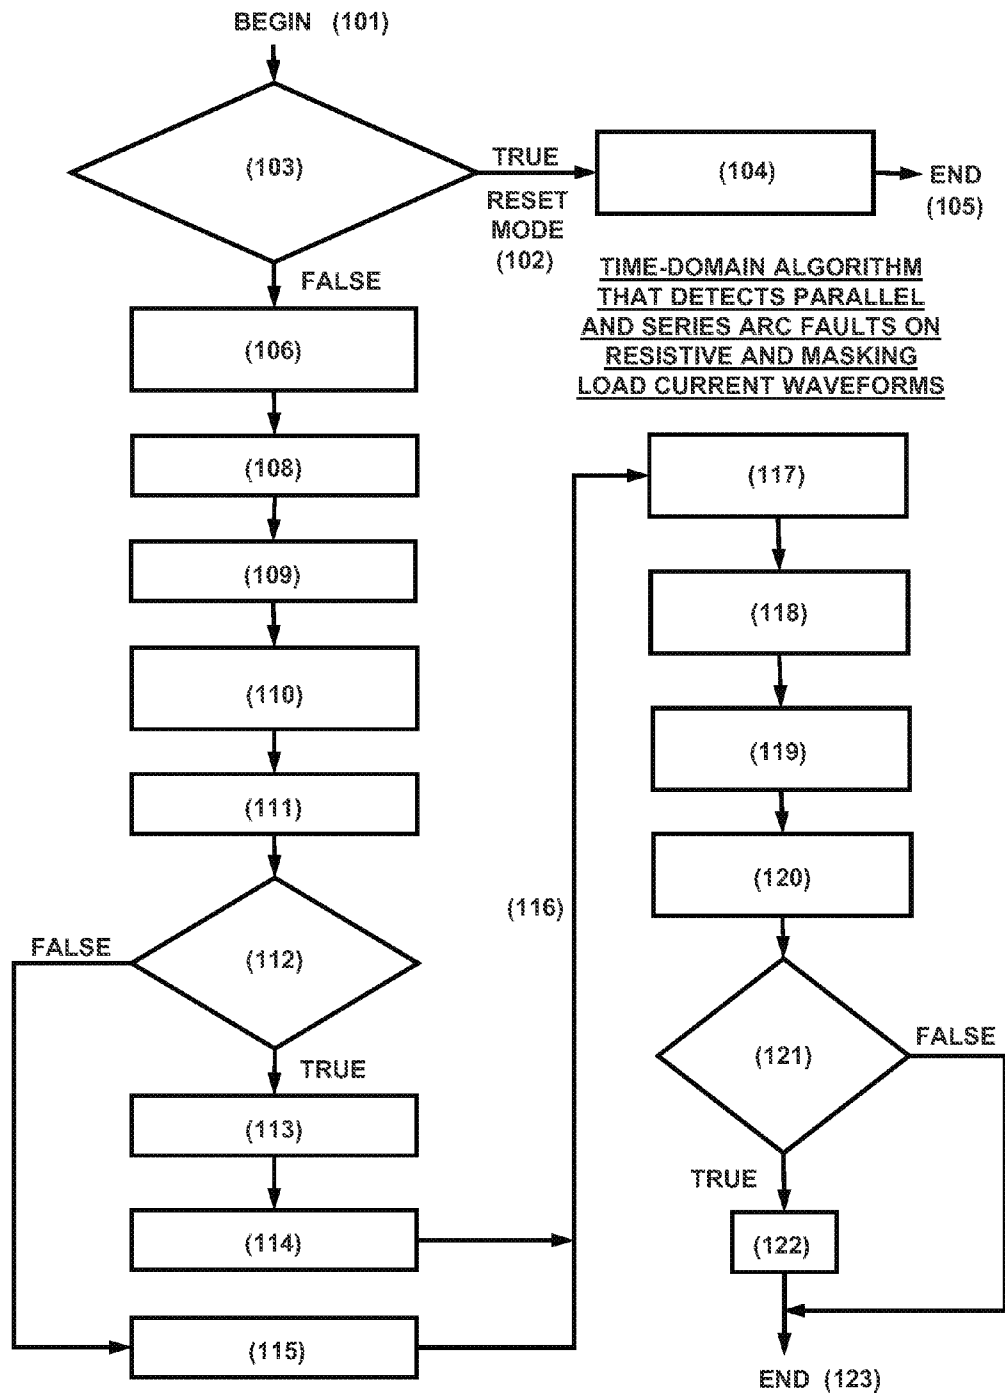 BEGIN (101)
(103)
TRUE
RESET
MODE
(102)
(104)
END
(105)
FALSE
TIME-DOMAIN ALGORITHM
THAT DETECTS PARALLEL
AND SERIES ARC FAULTS ON
RESISTIVE AND MASKING
LOAD CURRENT WAVEFORMS
(106)
(108)
(109)
(110)
(111)
(112)
FALSE
TRUE
(113)
(114)
(115)
(116)
(117)
(118)
(119)
(120)
(121)
FALSE
TRUE
(122)
END (123)